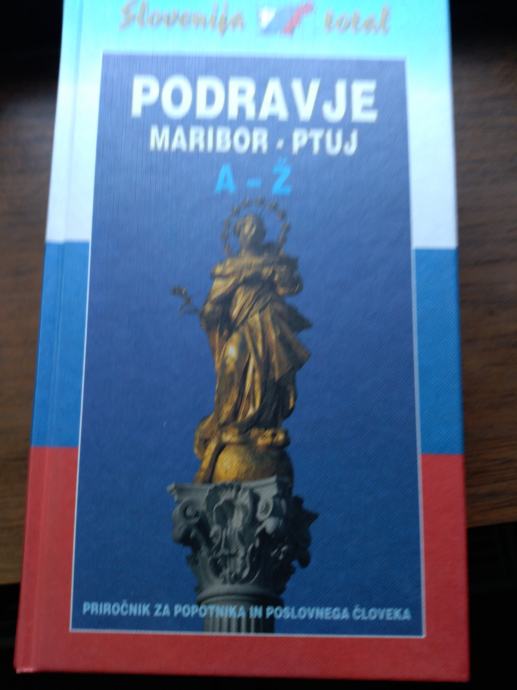 Slovenija total
PODRAVJE
MARIBOR • PTUJ
A - Ž
PRIROČNIK ZA POPOTNIKA IN POSLOVNEGA ČLOVEKA